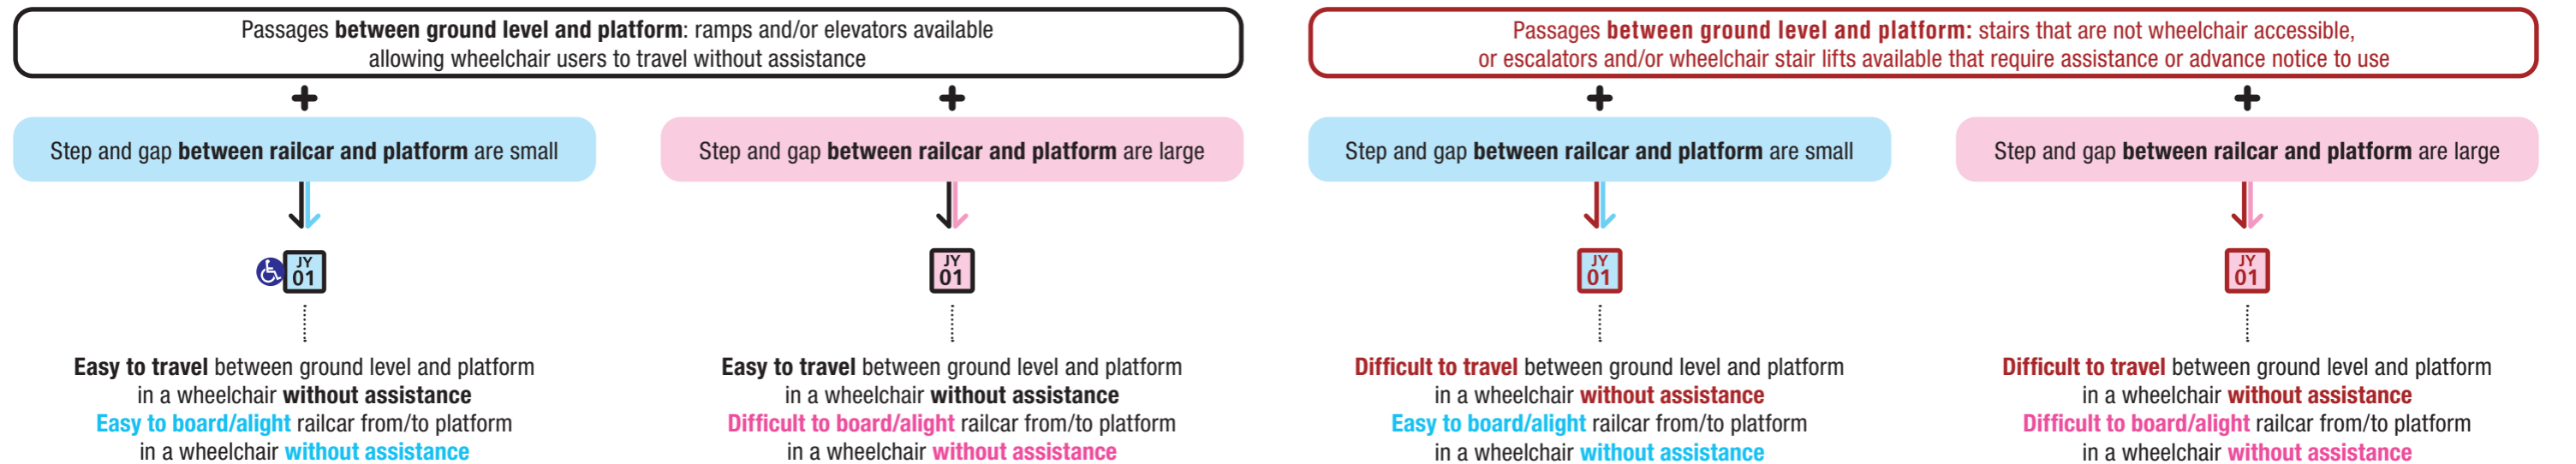 Passages between ground level and platform: ramps and/or elevators available
allowing wheelchair users to travel without assistance
Passages between ground level and platform: stairs that are not wheelchair accessible,
or escalators and/or wheelchair stair lifts available that require assistance or advance notice to use
+
+
+
+
Step and gap between railcar and platform are small
Step and gap between railcar and platform are large
Step and gap between railcar and platform are small
Step and gap between railcar and platform are large
JY
01
JY
01
JY
01
JY
01
Easy to travel between ground level and platform
in a wheelchair without assistance
Easy to board/alight railcar from/to platform
in a wheelchair without assistance
Easy to travel between ground level and platform
in a wheelchair without assistance
Difficult to board/alight railcar from/to platform
in a wheelchair without assistance
Difficult to travel between ground level and platform
in a wheelchair without assistance
Easy to board/alight railcar from/to platform
in a wheelchair without assistance
Difficult to travel between ground level and platform
in a wheelchair without assistance
Difficult to board/alight railcar from/to platform
in a wheelchair without assistance